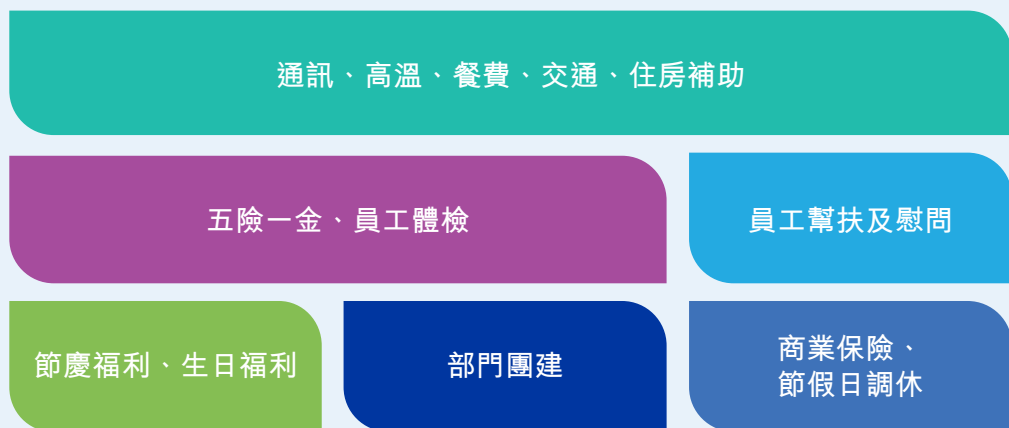 通訊、高溫、餐費、交通、住房補助
五險一金、員工體檢
員工幫扶及慰問
節慶福利、生日福利
部門團建
商業保險、
節假日調休